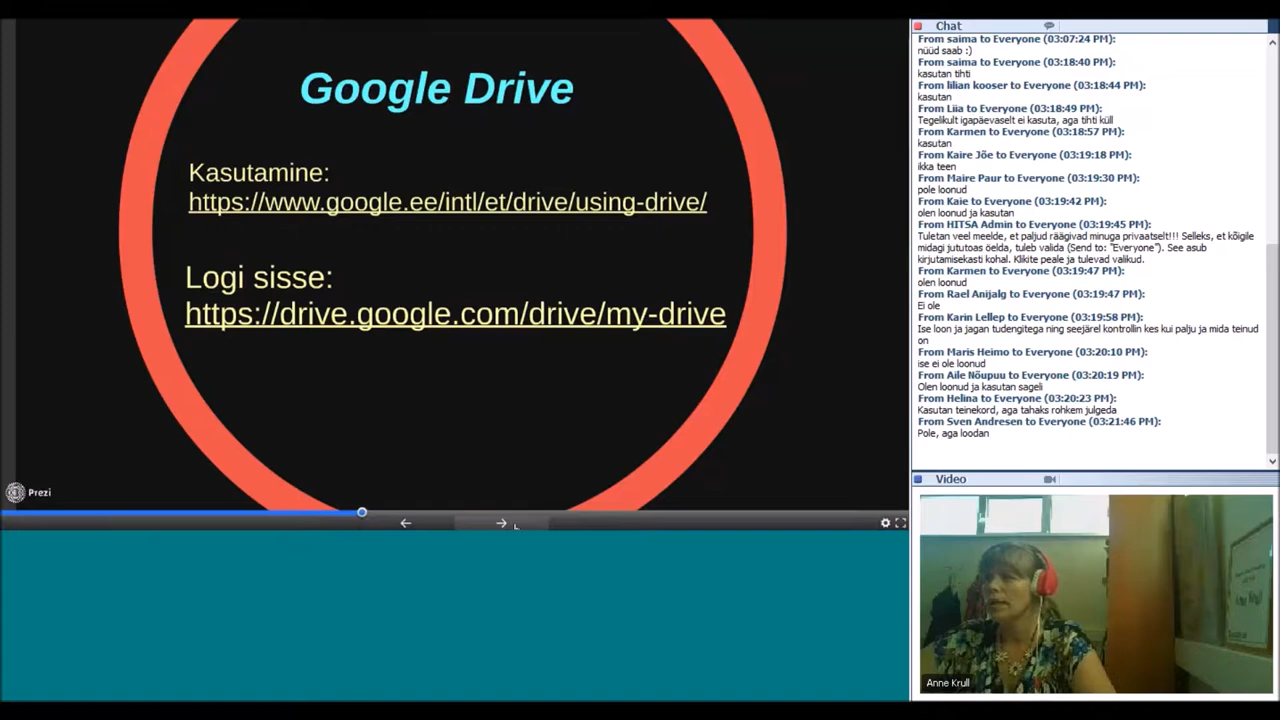 Google Drive
Kasutamine:
https://www.google.ee/intl/et/drive/using-drive/
Logi sisse:
https://drive.google.com/drive/my-drive
Prezi
Chat
From saima to Everyone (03:07:24 PM):
nüüd saab :)
From saima to Everyone (03:18:40 PM):
kasutan tihti
From lilian kooser to Everyone (03:18:44 PM):
kasutan
From Liia to Everyone (03:18:49 PM):
Tegelikult igapäevaselt ei kasuta, aga tihti küll
From Karmen to Everyone (03:18:57 PM):
kasutan
From Kaire Jõe to Everyone (03:19:18 PM):
ikka teen
From Maire Paur to Everyone (03:19:30 PM):
pole loonud
From Kaie to Everyone (03:19:42 PM):
olen loonud ja kasutan
From HITSA Admin to Everyone (03:19:45 PM):
Tuletan veel meelde, et paljud räägivad minuga privaatselt!!! Selleks, et kõigile
midagi jututoas öelda, tuleb valida (Send to: "Everyone"). See asub
kirjutamisekasti kohal. Klikite peale ja tulevad valikud.
From Karmen to Everyone (03:19:47 PM):
olen loonud
From Rael Anijalg to Everyone (03:19:47 PM):
Ei ole
From Karin Lellep to Everyone (03:19:58 PM):
Ise loon ja jagan tudengitega ning seejärel kontrollin kes kui palju ja mida teinud
on
From Maris Heimo to Everyone (03:20:10 PM):
ise ei ole loonud
From Aile Nõupuu to Everyone (03:20:19 PM):
Olen loonud ja kasutan sageli
From Helina to Everyone (03:20:23 PM):
Kasutan teinekord, aga tahaks rohkem julgeda
From Sven Andresen to Everyone (03:21:46 PM):
Pole, aga loodan
Video
Anne Krull